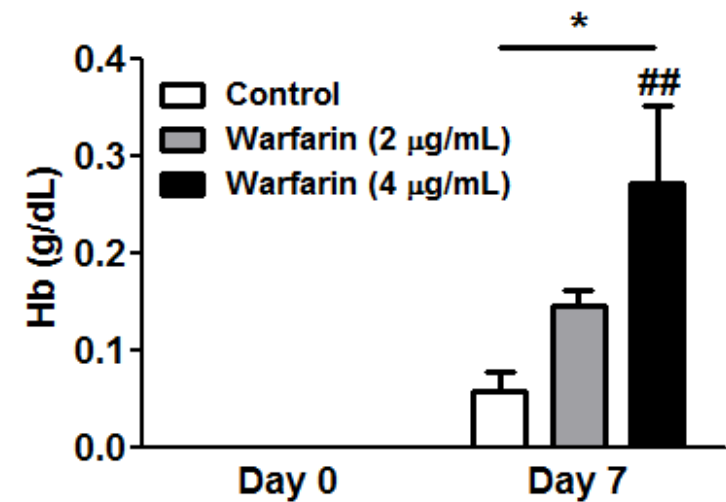 *
##
0.4
0.3
0.2
0.1
0.0
Hb (g/dL)
Control
Warfarin (2 μg/mL)
Warfarin (4 μg/mL)
Day 0 Day 7